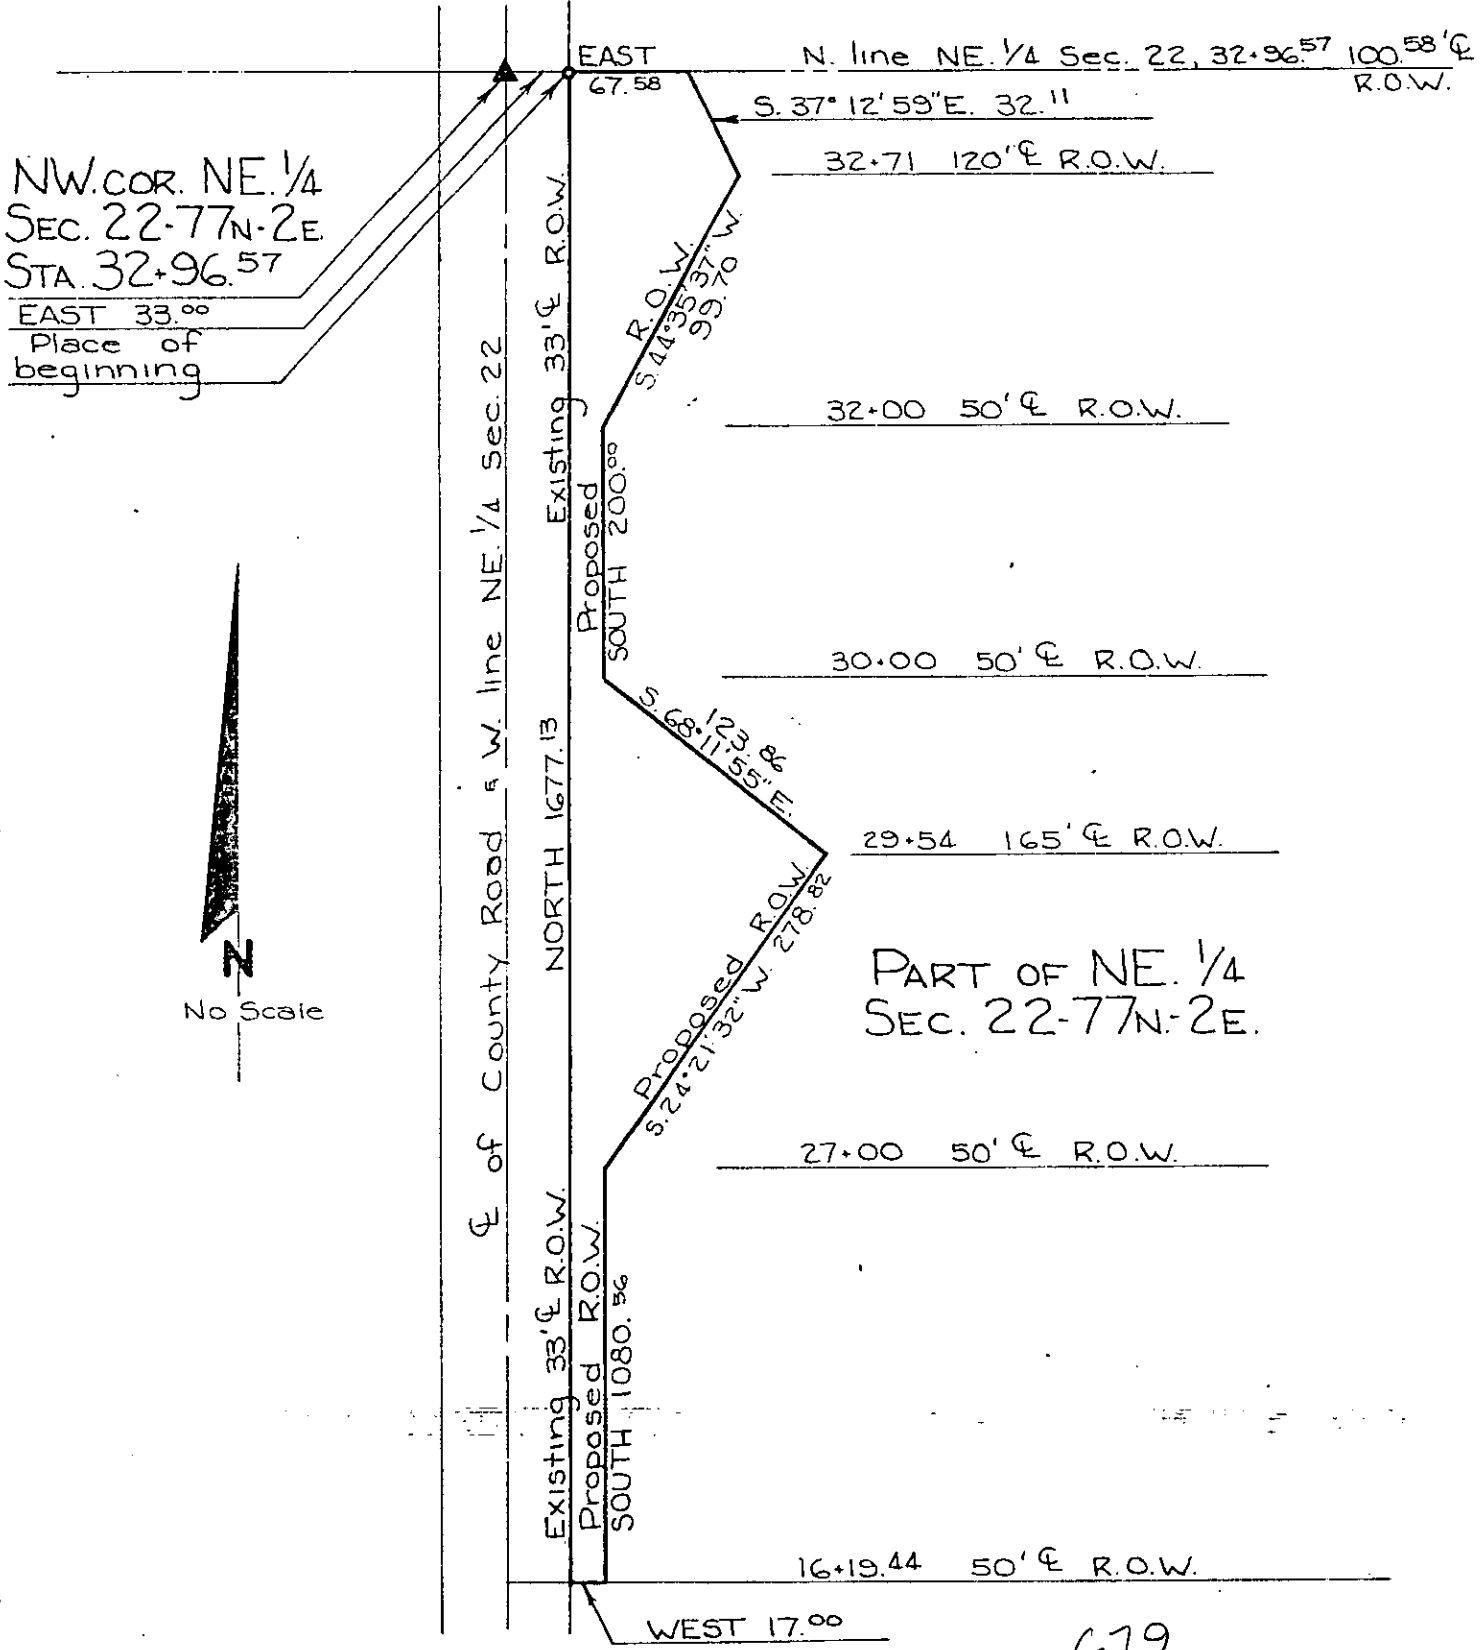 EAST
67.58
N. line NE. 1/4 Sec. 22, 32+96.57 100.58' ℄
R.O.W.
S. 37° 12' 59" E. 32.11
32+71 120' ℄ R.O.W.
NW. COR. NE. 1/4
SEC. 22-77N-2E.
STA. 32+96.57
EAST 33.00
Place of
beginning
R.O.W.
S. 44° 35' 37" W.
99.70
Existing 33' ℄ R.O.W.
32+00 50' ℄ R.O.W.
Proposed
SOUTH 200.00
30+00 50' ℄ R.O.W.
123.86
S. 68° 11' 55" E.
29+54 165' ℄ R.O.W.
Proposed R.O.W.
S. 24° 21' 32" W. 278.82
NORTH 1677.13
℄ of County Road & W. line NE. 1/4 Sec. 22
PART OF NE. 1/4
SEC. 22-77N.-2E.
N
No Scale
27+00 50' ℄ R.O.W.
Existing 33' ℄ R.O.W.
Proposed R.O.W.
SOUTH 1080.56
16+19.44 50' ℄ R.O.W.
WEST 17.00